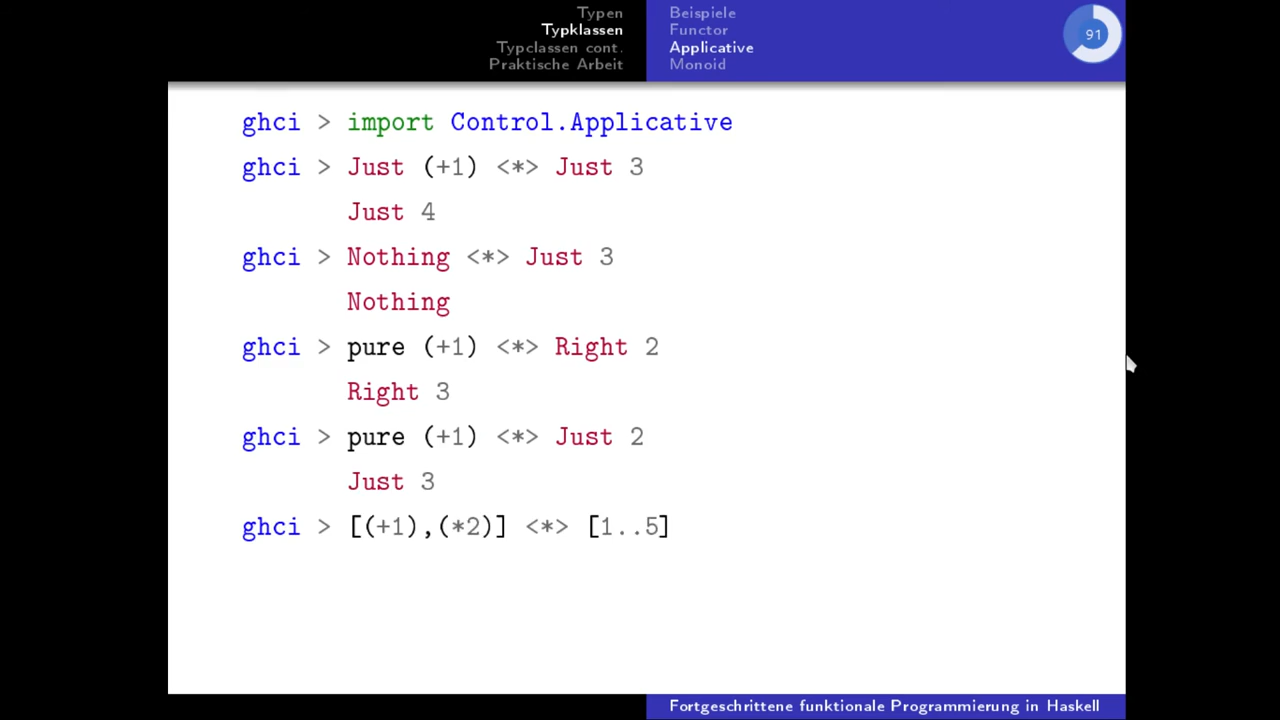 Typen
Typklassen
Typclassen cont.
Praktische Arbeit
Beispiele
Functor
Applicative
Monoid
91
ghci > import Control.Applicative
ghci > Just (+1) <*> Just 3
Just 4
ghci > Nothing <*> Just 3
Nothing
ghci > pure (+1) <*> Right 2
Right 3
ghci > pure (+1) <*> Just 2
Just 3
ghci > [(+1),(*2)] <*> [1..5]
Fortgeschrittene funktionale Programmierung in Haskell